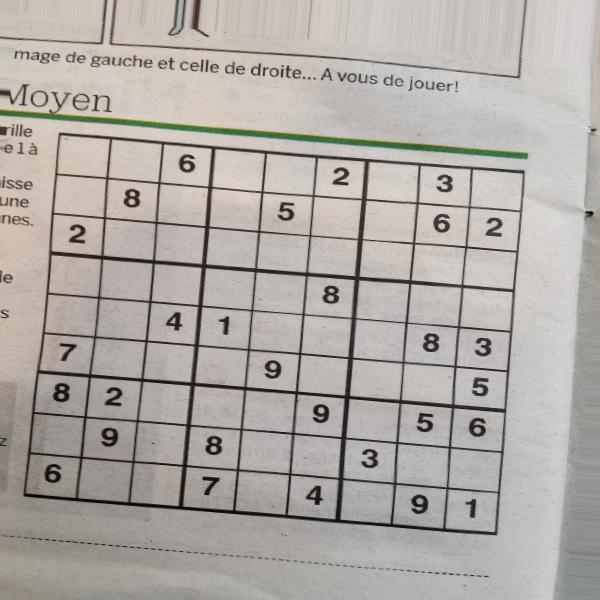 mage de gauche et celle de droite... A vous de jouer!
Moyen
rille
e 1 à
isse
une
nes.
le
s
z
6 2 3
8 5 6 2
2
8
4 1 8 3
7 9 5
8 2 9 5 6
9 8 3
6 7 4 9 1